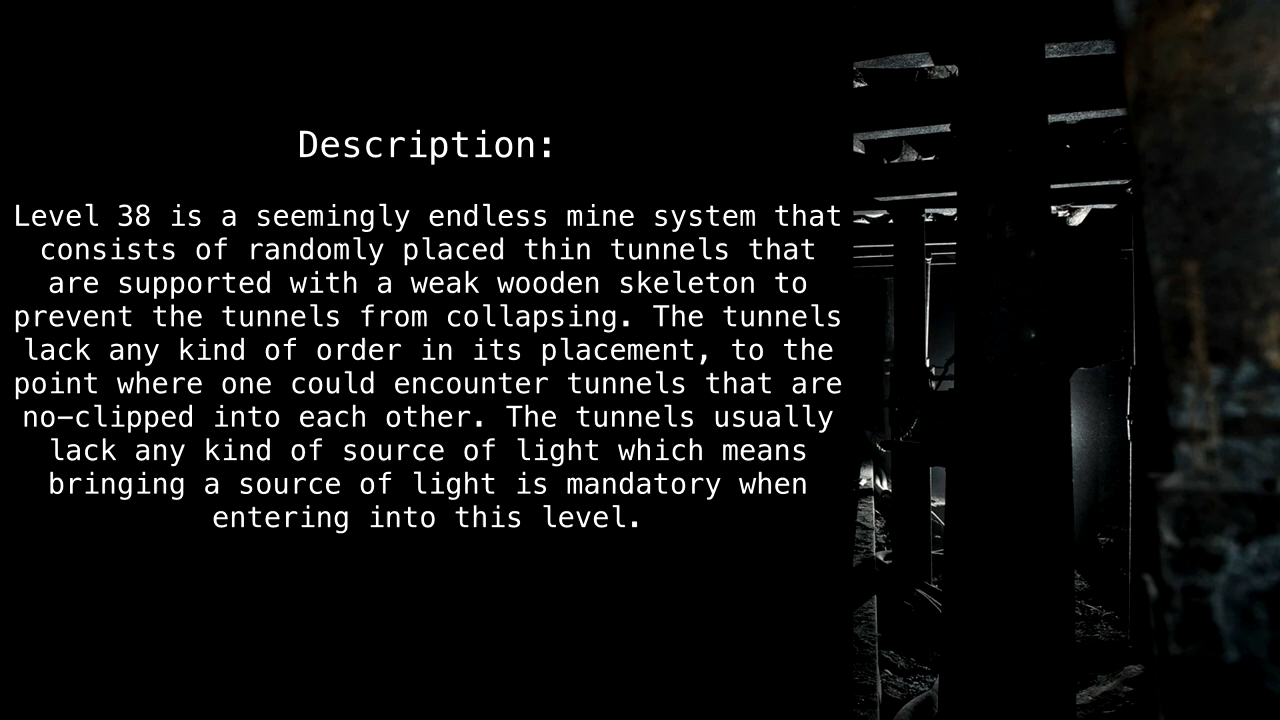 Description:
Level 38 is a seemingly endless mine system that
consists of randomly placed thin tunnels that
are supported with a weak wooden skeleton to
prevent the tunnels from collapsing. The tunnels
lack any kind of order in its placement, to the
point where one could encounter tunnels that are
no-clipped into each other. The tunnels usually
lack any kind of source of light which means
bringing a source of light is mandatory when
entering into this level.